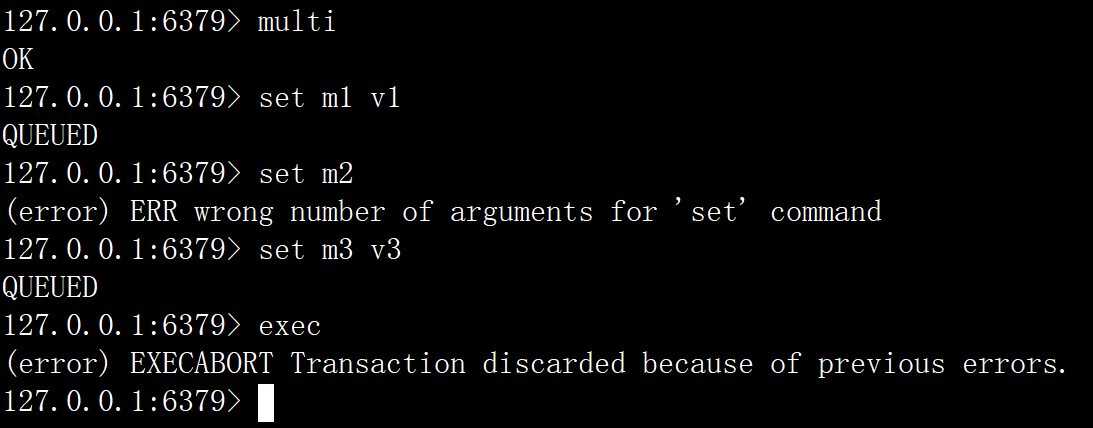 127.0.0.1:6379> multi
OK
127.0.0.1:6379> set m1 v1
QUEUED
127.0.0.1:6379> set m2
(error) ERR wrong number of arguments for 'set' command
127.0.0.1:6379> set m3 v3
QUEUED
127.0.0.1:6379> exec
(error) EXECABORT Transaction discarded because of previous errors.
127.0.0.1:6379>